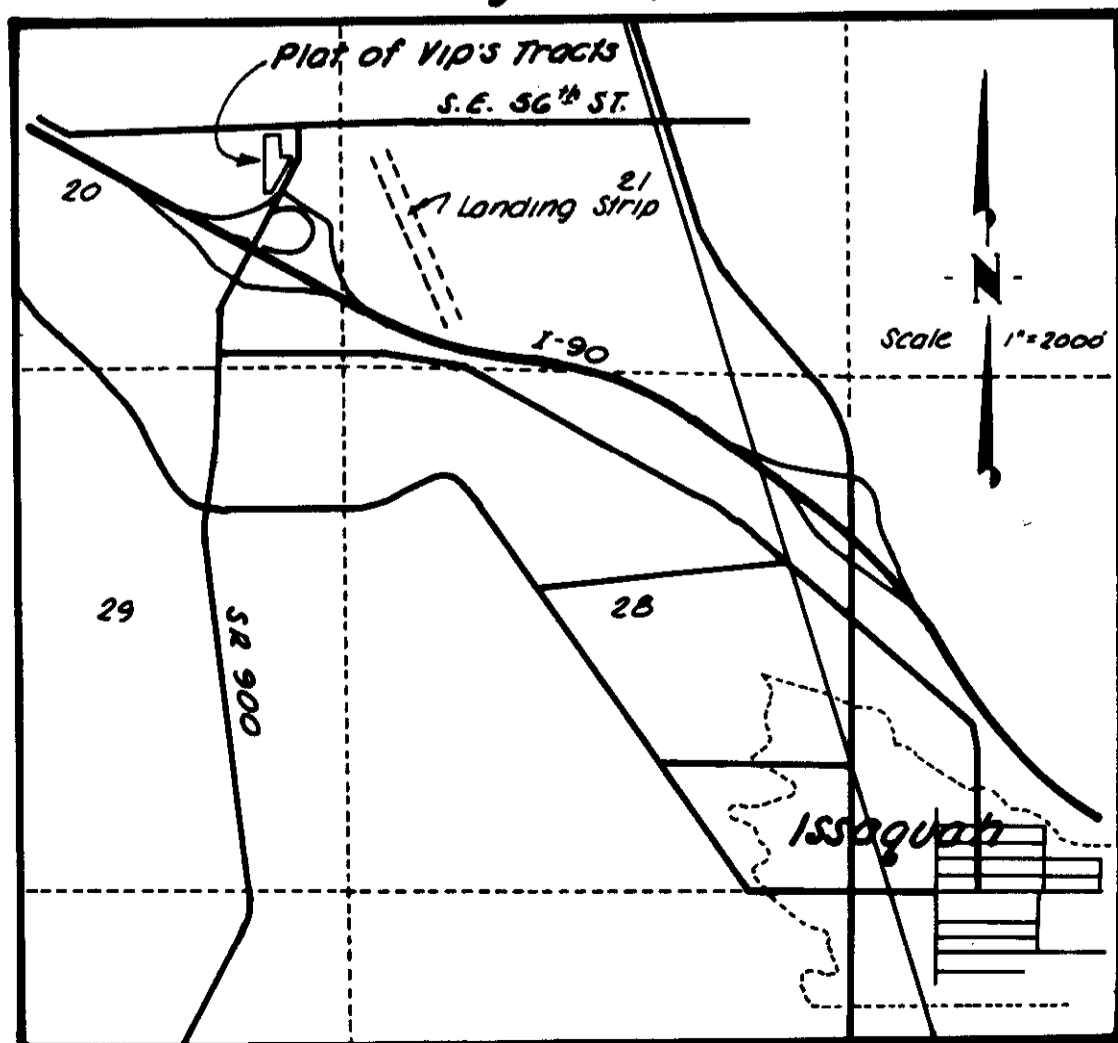 Plat of Vip's Tracts
S.E. 56th ST.
20
21
Landing Strip
N
Scale 1"=2000'
I-90
29
SR 900
28
Issaquah